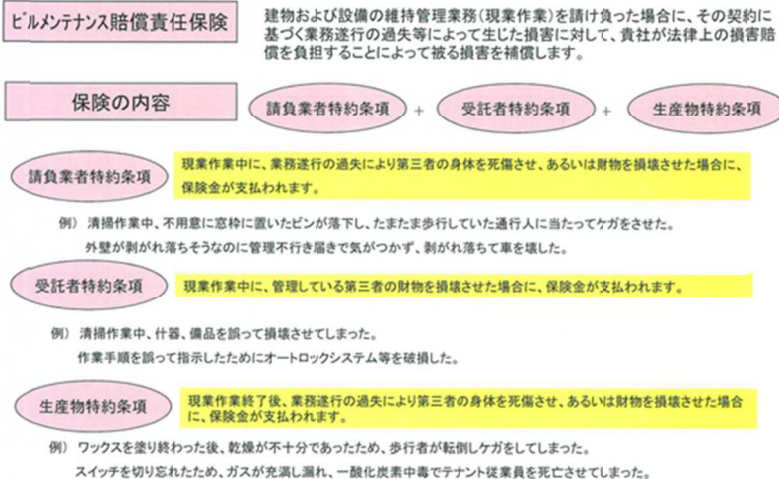 ビルメンテナンス賠償責任保険
建物および設備の維持管理業務(現業作業)を請け負った場合に、その契約に
基づく業務遂行の過失等によって生じた損害に対して、貴社が法律上の損害賠
償を負担することによって被る損害を補償します。
保険の内容
請負業者特約条項 + 受託者特約条項 + 生産物特約条項
請負業者特約条項
現業作業中に、業務遂行の過失により第三者の身体を死傷させ、あるいは財物を損壊させた場合に、
保険金が支払われます。
例) 清掃作業中、不用意に窓枠に置いたビンが落下し、たまたま歩行していた通行人に当たってケガをさせた。
外壁が剥がれ落ちそうなのに管理不行き届きで気がつかず、剥がれ落ちて車を壊した。
受託者特約条項
現業作業中に、管理している第三者の財物を損壊させた場合に、保険金が支払われます。
例) 清掃作業中、什器、備品を誤って損壊させてしまった。
作業手順を誤って指示したためにオートロックシステム等を破損した。
生産物特約条項
現業作業終了後、業務遂行の過失により第三者の身体を死傷させ、あるいは財物を損壊させた場合
に、保険金が支払われます。
例) ワックスを塗り終わった後、乾燥が不十分であったため、歩行者が転倒しケガをしてしまった。
スイッチを切り忘れたため、ガスが充満し漏れ、一酸化炭素中毒でテナント従業員を死亡させてしまった。